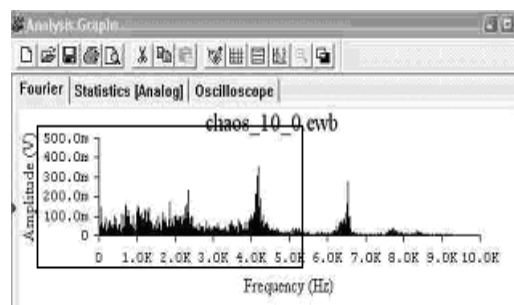 Analysis Graphs
Fourier Statistics [Analog] Oscilloscope
chaos_10_0.ewb
Amplitude (V)
500.0m
400.0m
300.0m
200.0m
100.0m
0
0 1.0K 2.0K 3.0K 4.0K 5.0K 6.0K 7.0K 8.0K 9.0K 10.0K
Frequency (Hz)